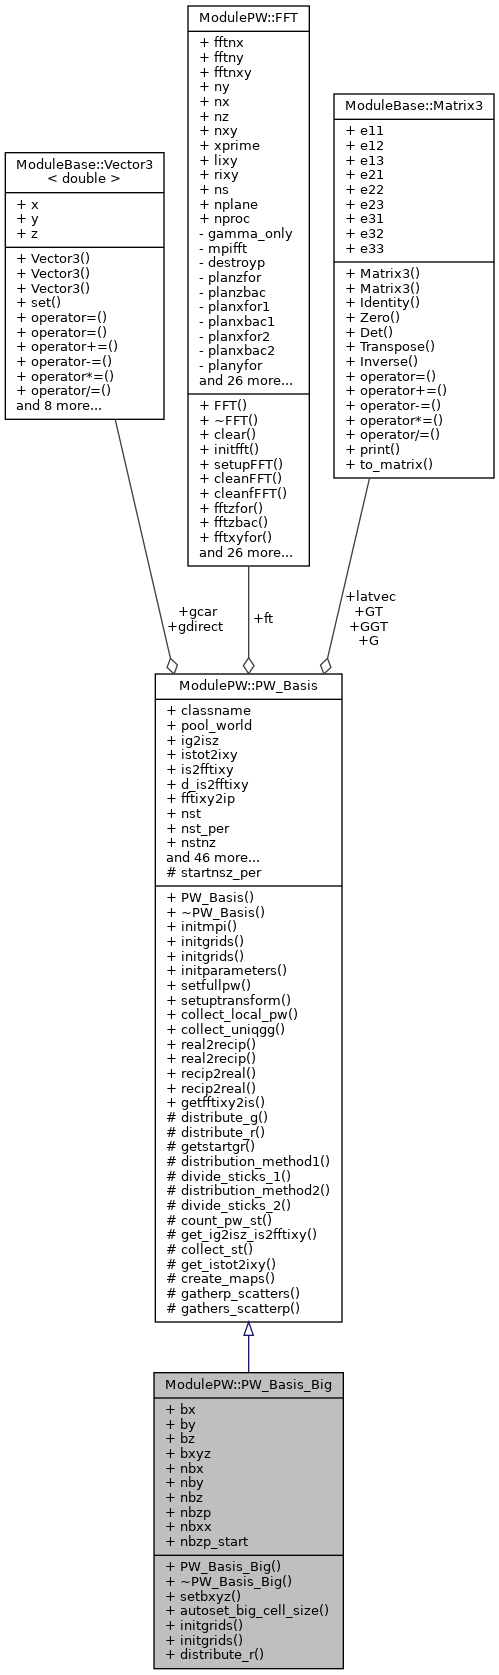 ModulePW::FFT
+ fftnx
+ fftny
+ fftnxy
+ ny
+ nx
+ nz
+ nxy
+ xprime
+ lixy
+ rixy
+ ns
+ nplane
+ nproc
- gamma_only
- mpifft
- destroyp
- planzfor
- planzbac
- planxfor1
- planxbac1
- planxfor2
- planxbac2
- planyfor
and 26 more...
+ FFT()
+ ~FFT()
+ clear()
+ initfft()
+ setupFFT()
+ cleanFFT()
+ cleanfFFT()
+ fftzfor()
+ fftzbac()
+ fftxyfor()
and 26 more...
ModuleBase::Matrix3
+ e11
+ e12
+ e13
+ e21
+ e22
+ e23
+ e31
+ e32
+ e33
+ Matrix3()
+ Matrix3()
+ Identity()
+ Zero()
+ Det()
+ Transpose()
+ Inverse()
+ operator=()
+ operator+=()
+ operator-=()
+ operator*=()
+ operator/=()
+ print()
+ to_matrix()
ModuleBase::Vector3
< double >
+ x
+ y
+ z
+ Vector3()
+ Vector3()
+ Vector3()
+ set()
+ operator=()
+ operator=()
+ operator+=()
+ operator-=()
+ operator*=()
+ operator/=()
and 8 more...
+gcar
+gdirect
+ft
+latvec
+GT
+GGT
+G
ModulePW::PW_Basis
+ classname
+ pool_world
+ ig2isz
+ istot2ixy
+ is2fftixy
+ d_is2fftixy
+ fftixy2ip
+ nst
+ nst_per
+ nstnz
and 46 more...
# startnsz_per
+ PW_Basis()
+ ~PW_Basis()
+ initmpi()
+ initgrids()
+ initgrids()
+ initparameters()
+ setfullpw()
+ setuptransform()
+ collect_local_pw()
+ collect_uniqgg()
+ real2recip()
+ real2recip()
+ recip2real()
+ recip2real()
+ getfftixy2is()
# distribute_g()
# distribute_r()
# getstartgr()
# distribution_method1()
# divide_sticks_1()
# distribution_method2()
# divide_sticks_2()
# count_pw_st()
# get_ig2isz_is2fftixy()
# collect_st()
# get_istot2ixy()
# create_maps()
# gatherp_scatters()
# gathers_scatterp()
ModulePW::PW_Basis_Big
+ bx
+ by
+ bz
+ bxyz
+ nbx
+ nby
+ nbz
+ nbzp
+ nbxx
+ nbzp_start
+ PW_Basis_Big()
+ ~PW_Basis_Big()
+ setbxyz()
+ autoset_big_cell_size()
+ initgrids()
+ initgrids()
+ distribute_r()